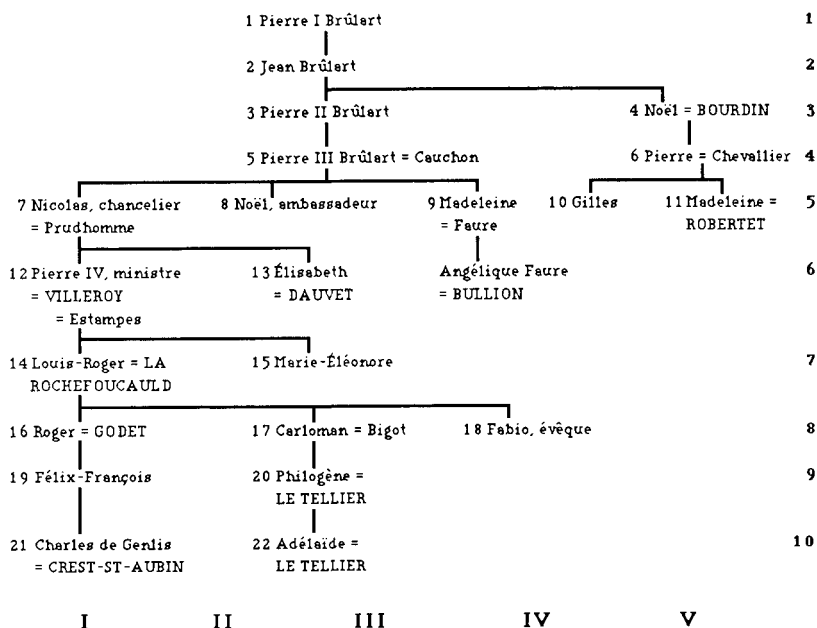 1 Pierre I Brûlart 1
2 Jean Brûlart 2
3 Pierre II Brûlart 4 Noël = BOURDIN 3
5 Pierre III Brûlart = Cauchon 6 Pierre = Chevallier 4
7 Nicolas, chancelier 8 Noël, ambassadeur 9 Madeleine 10 Gilles 11 Madeleine = 5
= Prudhomme = Faure ROBERTET
12 Pierre IV, ministre 13 Élisabeth Angélique Faure 6
= VILLEROY = DAUVET = BULLION
= Estampes
14 Louis-Roger = LA 15 Marie-Éléonore 7
ROCHEFOUCAULD
16 Roger = GODET 17 Carloman = Bigot 18 Fabio, évêque 8
19 Félix-François 20 Philogène = 9
LE TELLIER
21 Charles de Genlis 22 Adélaïde = 10
= CREST-ST-AUBIN LE TELLIER
I II III IV V